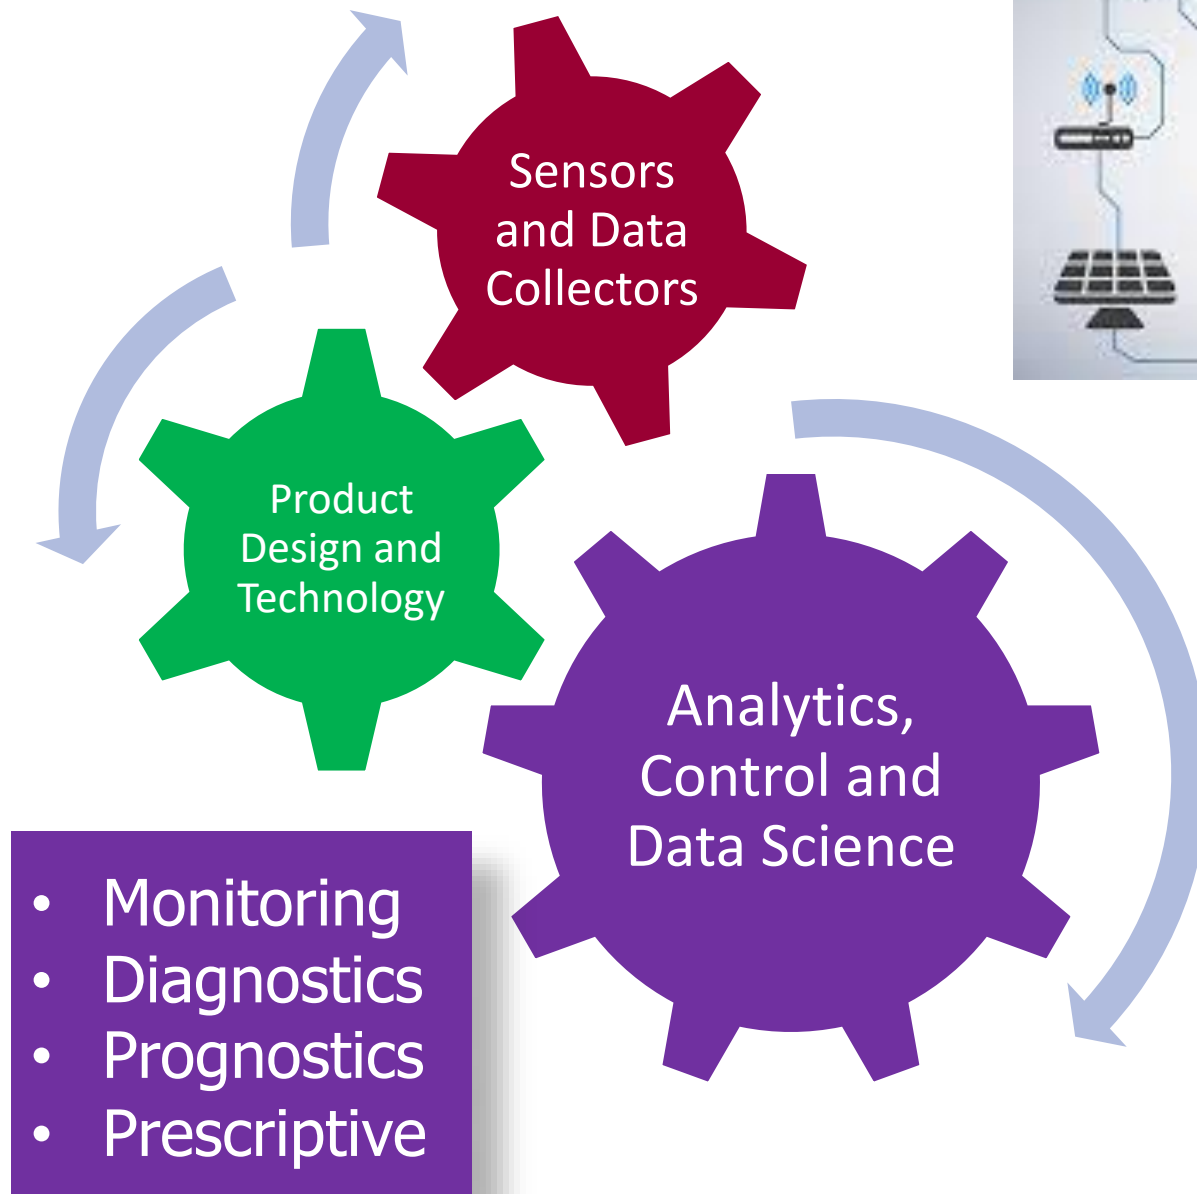 Sensors
and Data
Collectors
Product
Design and
Technology
Analytics,
Control and
Data Science
• Monitoring
• Diagnostics
• Prognostics
• Prescriptive